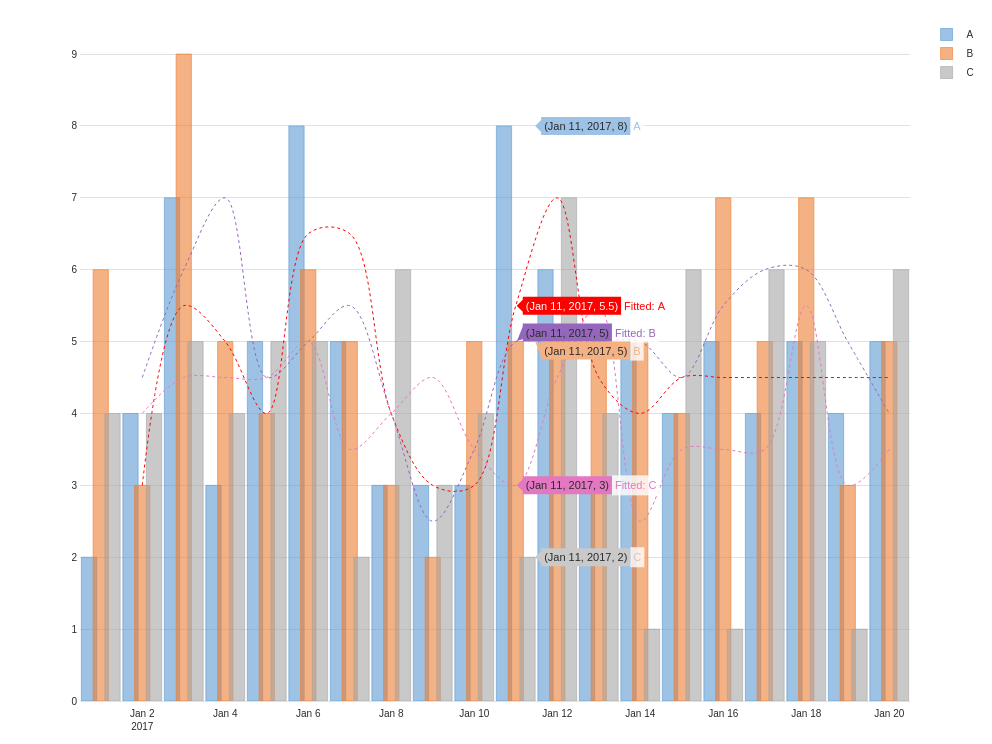 A
B
C
9
8
7
6
5
4
3
2
1
0
(Jan 11, 2017, 8) A
(Jan 11, 2017, 5.5) Fitted: A
(Jan 11, 2017, 5) Fitted: B
(Jan 11, 2017, 5) B
(Jan 11, 2017, 3) Fitted: C
(Jan 11, 2017, 2) C
Jan 2 Jan 4 Jan 6 Jan 8 Jan 10 Jan 12 Jan 14 Jan 16 Jan 18 Jan 20
2017